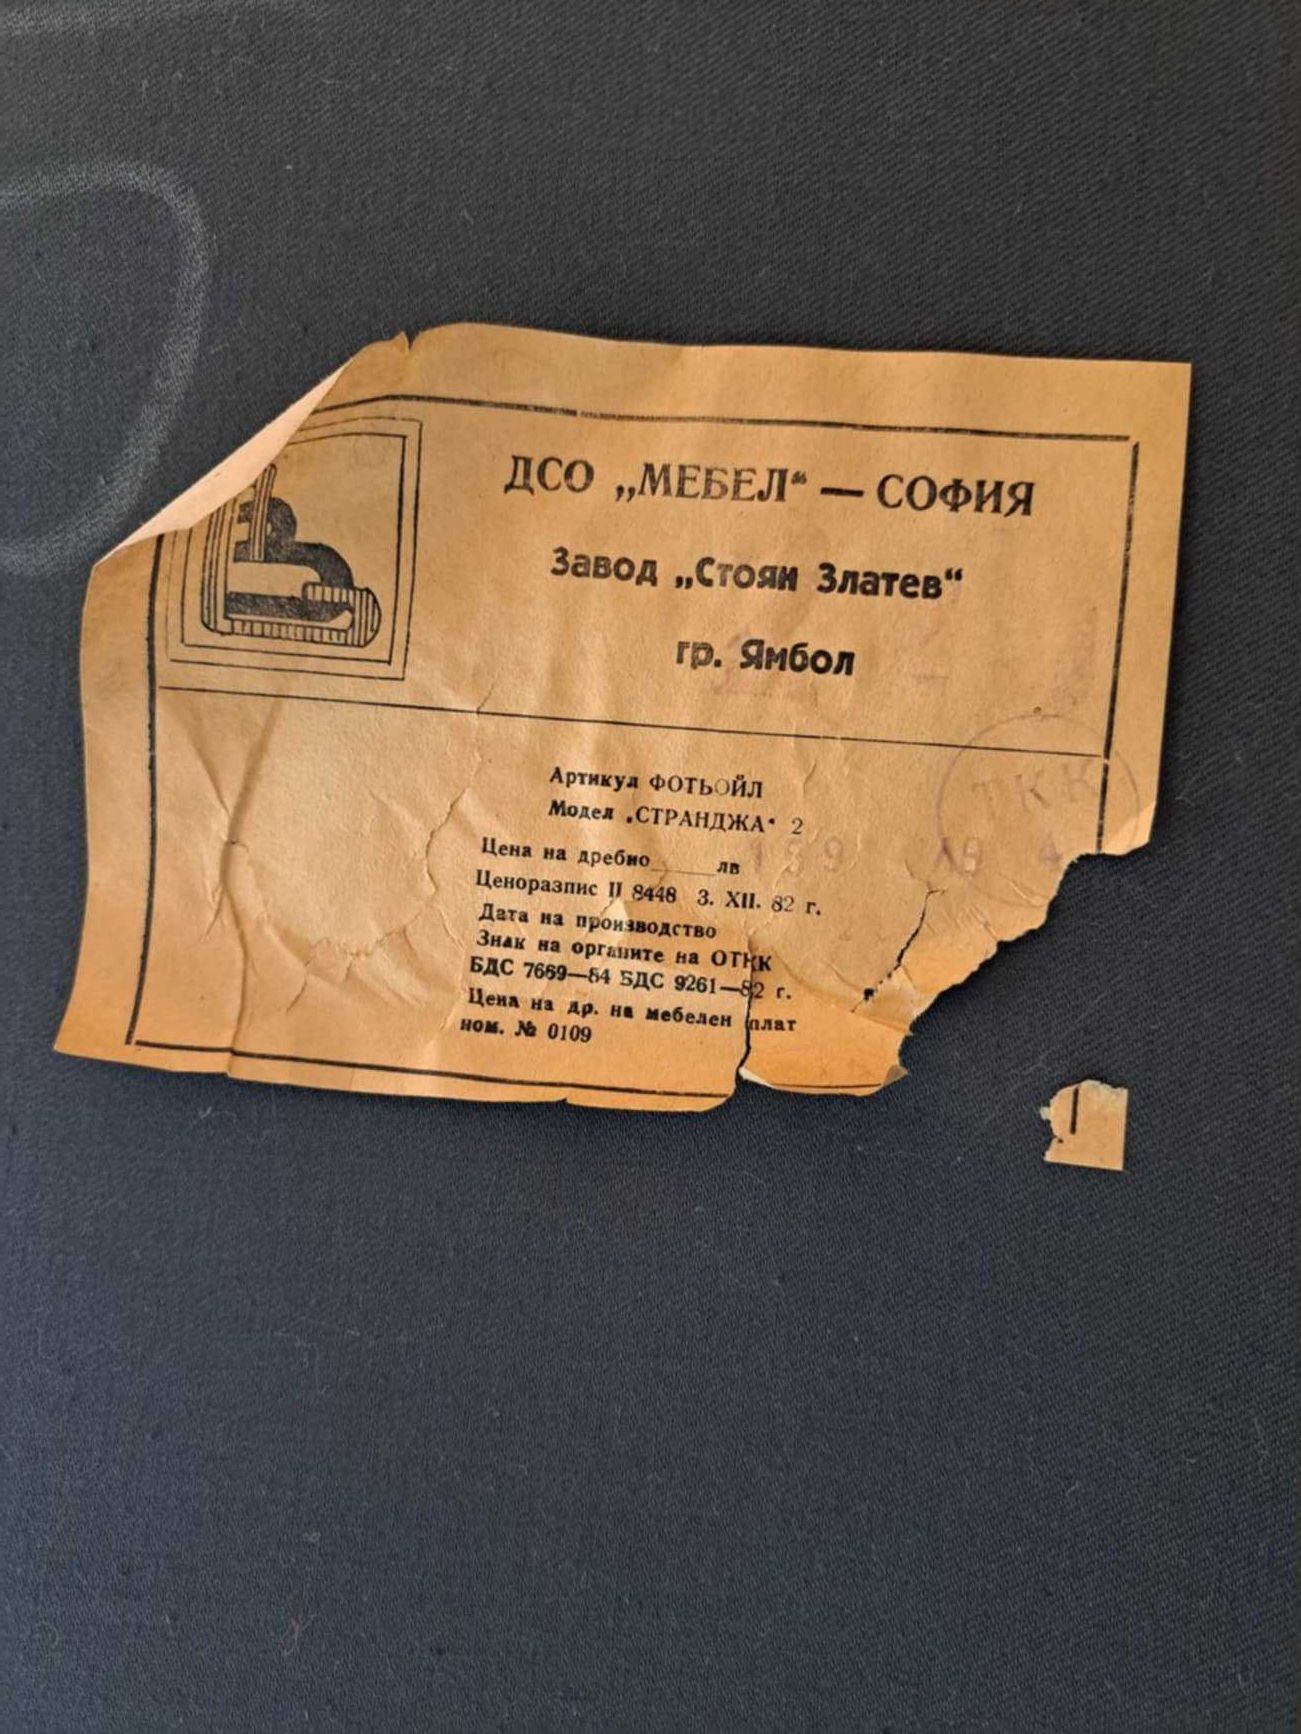 ДСО „МЕБЕЛ“ — СОФИЯ
Завод „Стоян Златев“
гр. Ямбол
Артикул ФОТЬОЙЛ
Модел „СТРАНДЖА“ 2
Цена на дребно лв 139 лв
Ценоразпис II 8448 3. XII. 82 г.
Дата на производство
Знак на органите на ОТКК
БДС 7669—84 БДС 9261—82 г.
Цена на др. на мебелен плат
ном. № 0109